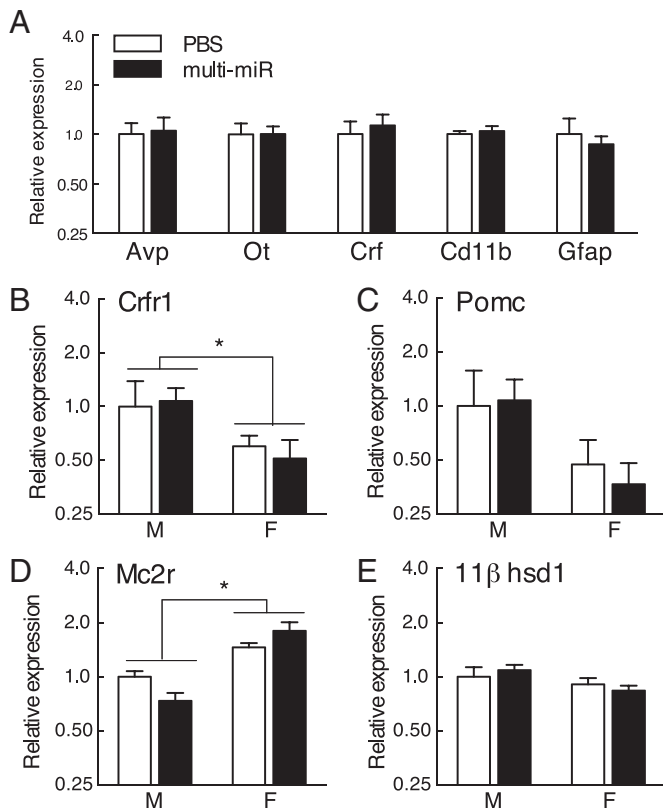 A
PBS
multi-miR
Relative expression
4.0
2.0
1.0
0.50
0.25
Avp Ot Crf Cd11b Gfap
B Crfr1
Relative expression
4.0
2.0
1.0
0.50
0.25
*
M F
C Pomc
Relative expression
4.0
2.0
1.0
0.50
0.25
M F
D Mc2r
Relative expression
4.0
2.0
1.0
0.50
0.25
*
M F
E 11β hsd1
Relative expression
4.0
2.0
1.0
0.50
0.25
M F